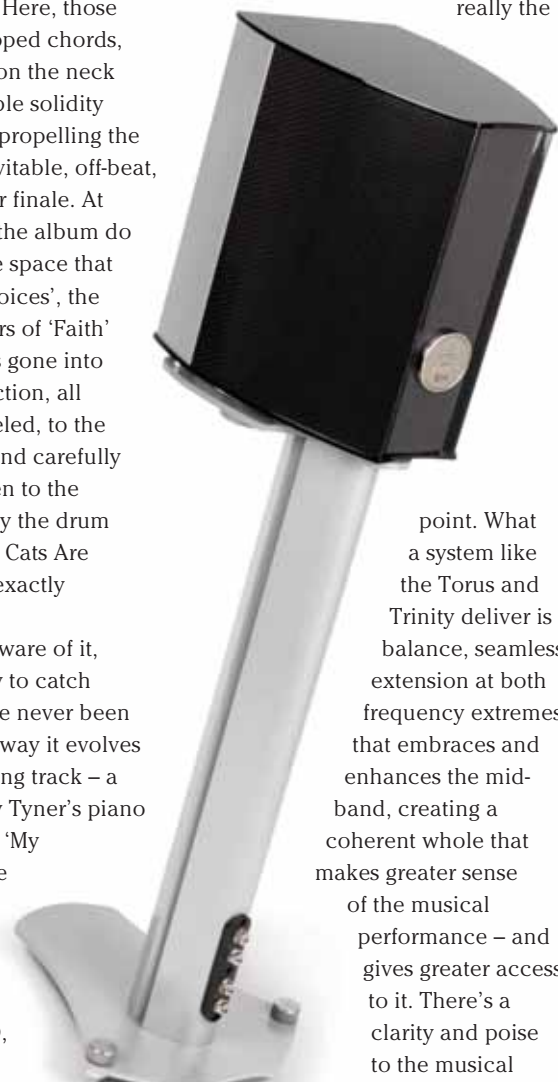 Here, those
pped chords,
on the neck
ble solidity
propelling the
vitable, off-beat,
r finale. At
the album do
e space that
oices', the
rs of 'Faith'
s gone into
ction, all
eled, to the
nd carefully
en to the
y the drum
Cats Are
exactly
ware of it,
y to catch
e never been
way it evolves
ng track – a
y Tyner's piano
'My
e
,
really the
point. What
a system like
the Torus and
Trinity deliver is
balance, seamless
extension at both
frequency extremes
that embraces and
enhances the mid-
band, creating a
coherent whole that
makes greater sense
of the musical
performance – and
gives greater access
to it. There's a
clarity and poise
to the musical